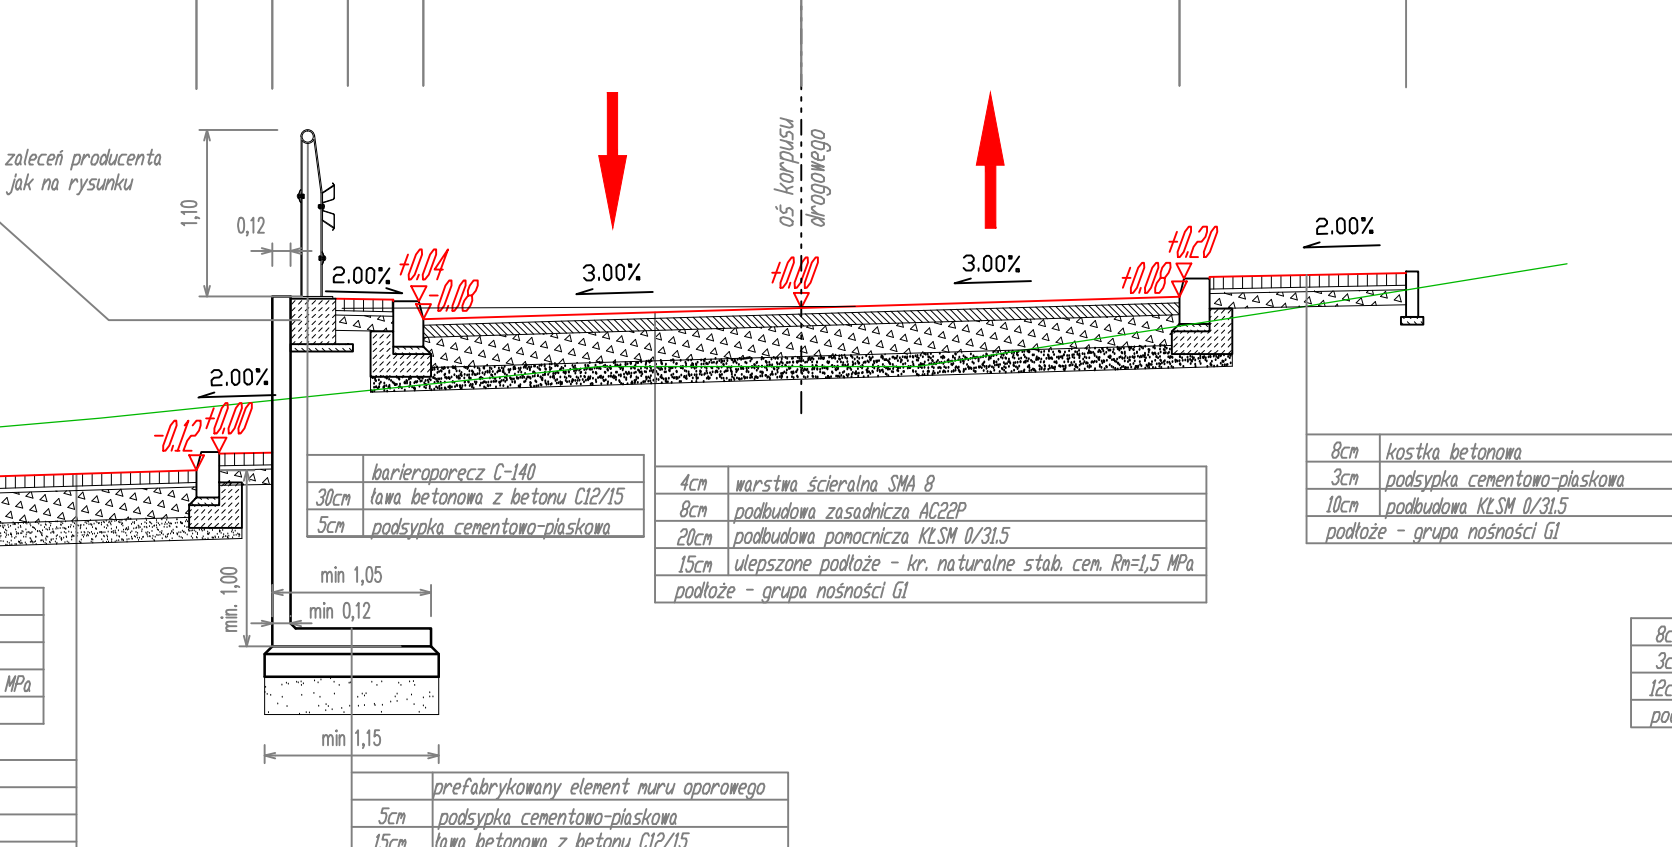 zaleceń producenta
jak na rysunku
1,10
0,12
2.00%
+0.04
-0.08
3.00%
oś korpusu
drogowego
+0.00
3.00%
+0.08
+0.20
2.00%
2.00%
-0.12
+0.00
barieroporęcz C-140
30cm ława betonowa z betonu C12/15
5cm podsypka cementowo-piaskowa
4cm warstwa ścieralna SMA 8
8cm podbudowa zasadnicza AC22P
20cm podbudowa pomocnicza KŁSM 0/31.5
15cm ulepszone podłoże - kr. naturalne stab. cem. Rm=1,5 MPa
podłoże - grupa nośności G1
8cm kostka betonowa
3cm podsypka cementowo-piaskowa
10cm podbudowa KŁSM 0/31.5
podłoże - grupa nośności G1
min 1,05
min 0,12
min. 1,00
min 1,15
MPa
prefabrykowany element muru oporowego
5cm podsypka cementowo-piaskowa
15cm ława betonowa z betonu C12/15
8c
3c
12c
po